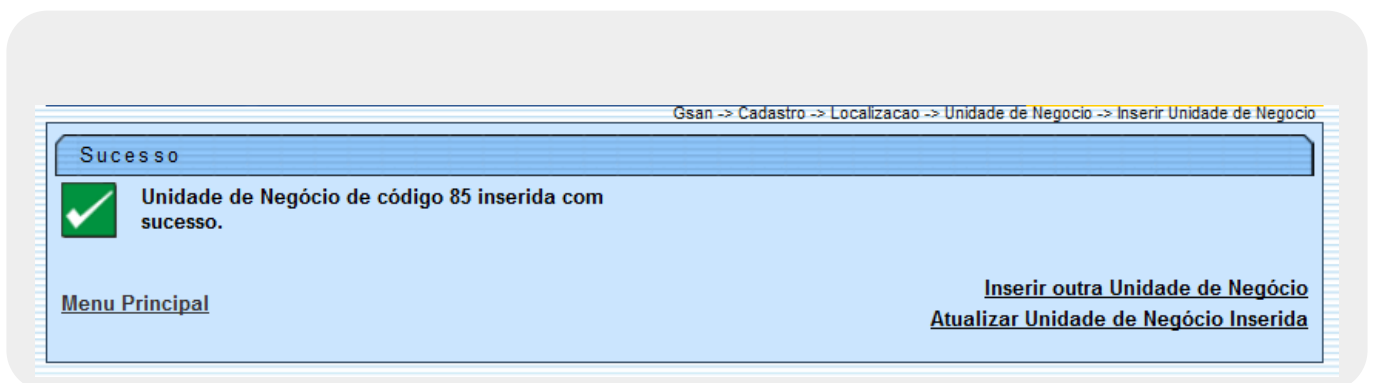 Gsan -> Cadastro -> Localizacao -> Unidade de Negocio -> Inserir Unidade de Negocio
Sucesso
Unidade de Negócio de código 85 inserida com
sucesso.
Inserir outra Unidade de Negócio
Menu Principal
Atualizar Unidade de Negócio Inserida